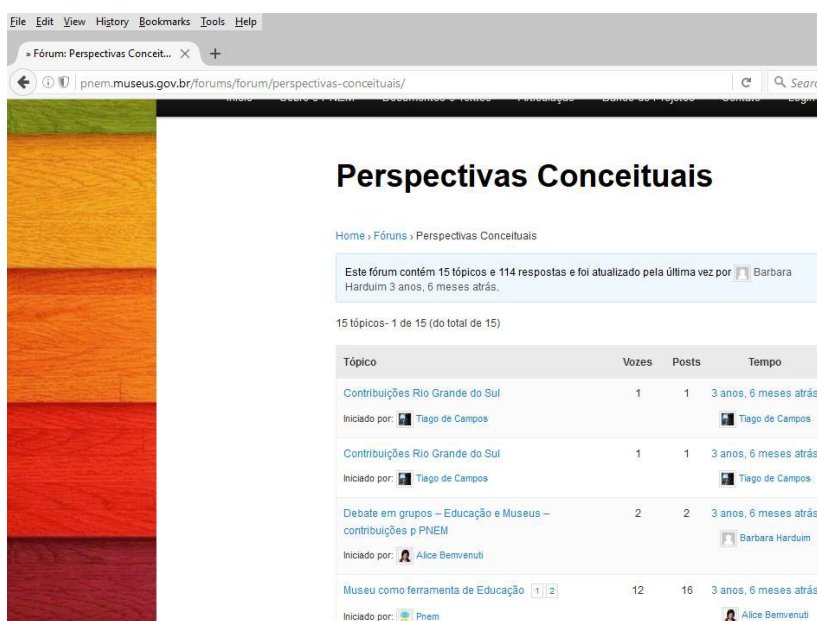 File Edit View History Bookmarks Tools Help
» Fórum: Perspectivas Conceit... × +
pnem.museus.gov.br/forums/forum/perspectivas-conceituais/
Perspectivas Conceituais
Home › Fóruns › Perspectivas Conceituais
Este fórum contém 15 tópicos e 114 respostas e foi atualizado pela última vez por Barbara
Harduim 3 anos, 6 meses atrás.
15 tópicos- 1 de 15 (do total de 15)
Tópico Vozes Posts Tempo
Contribuições Rio Grande do Sul 1 1 3 anos, 6 meses atrás
Iniciado por: Tiago de Campos Tiago de Campos
Contribuições Rio Grande do Sul 1 1 3 anos, 6 meses atrás
Iniciado por: Tiago de Campos Tiago de Campos
Debate em grupos – Educação e Museus – 2 2 3 anos, 6 meses atrás
contribuições p PNEM Barbara Harduim
Iniciado por: Alice Bemvenuti
Museu como ferramenta de Educação 1 2 12 16 3 anos, 6 meses atrás
Iniciado por: Pnem Alice Bemvenuti